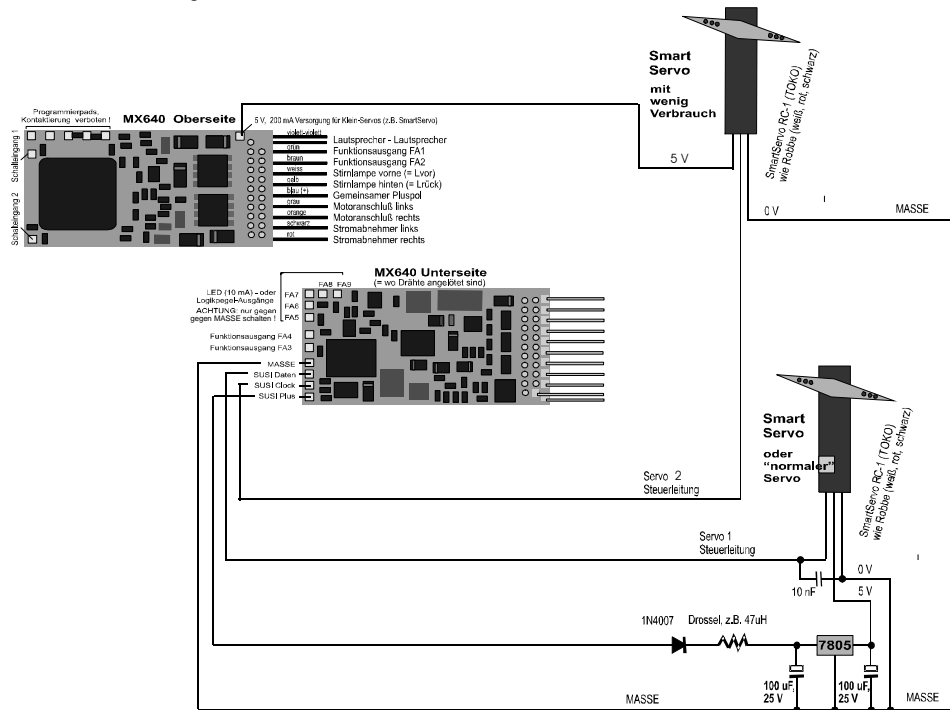 Programmierpads,
Kontaktierung verboten !
MX640 Oberseite
5 V, 200 mA Versorgung für Klein-Servos (z.B. SmartServo)
Schalteingang 1
Schalteingang 2
violett-violett
Lautsprecher - Lautsprecher
grün
Funktionsausgang FA1
braun
Funktionsausgang FA2
weiss
Stirnlampe vorne (= Lvor)
gelb
Stirnlampe hinten (= Lrück)
blau (+)
Gemeinsamer Pluspol
grau
Motoranschluß links
orange
Motoranschluß rechts
schwarz
Stromabnehmer links
rot
Stromabnehmer rechts
Smart
Servo
mit
wenig
Verbrauch
SmartServo RC-1 (TOKO)
wie Robbe (weiß, rot, schwarz)
5 V
0 V
MASSE
MX640 Unterseite
(= wo Drähte angelötet sind)
FA8 FA9
LED (10 mA) - oder
Logikpegel-Ausgänge
ACHTUNG: nur gegen
gegen MASSE schalten !
FA7
FA6
FA5
Funktionsausgang FA4
Funktionsausgang FA3
MASSE
SUSI Daten
SUSI Clock
SUSI Plus
Smart
Servo
oder
"normaler"
Servo
SmartServo RC-1 (TOKO)
wie Robbe (weiß, rot, schwarz)
Servo 2
Steuerleitung
Servo 1
Steuerleitung
10 nF
0 V
5 V
1N4007
Drossel, z.B. 47uH
7805
100 uF,
25 V
100 uF,
25 V
MASSE
MASSE